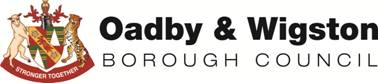 Oadby & Wigston
BOROUGH COUNCIL
STRONGER TOGETHER